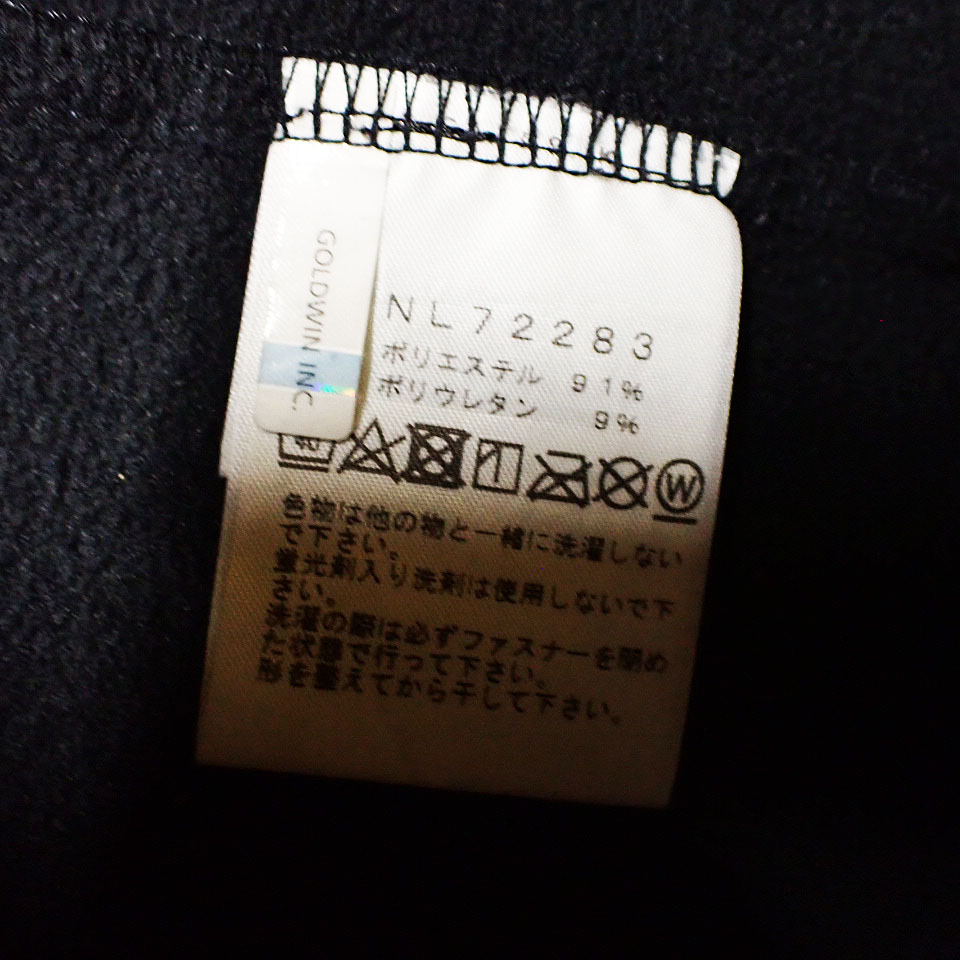 GOLDWIN INC.
NL72283
ポリエステル 91%
ポリウレタン 9%
W
色物は他の物と一緒に洗濯しない
で下さい。
蛍光剤入り洗剤は使用しないで下
さい。
洗濯の際は必ずファスナーを閉め
た状態で行って下さい。
形を整えてから干して下さい。